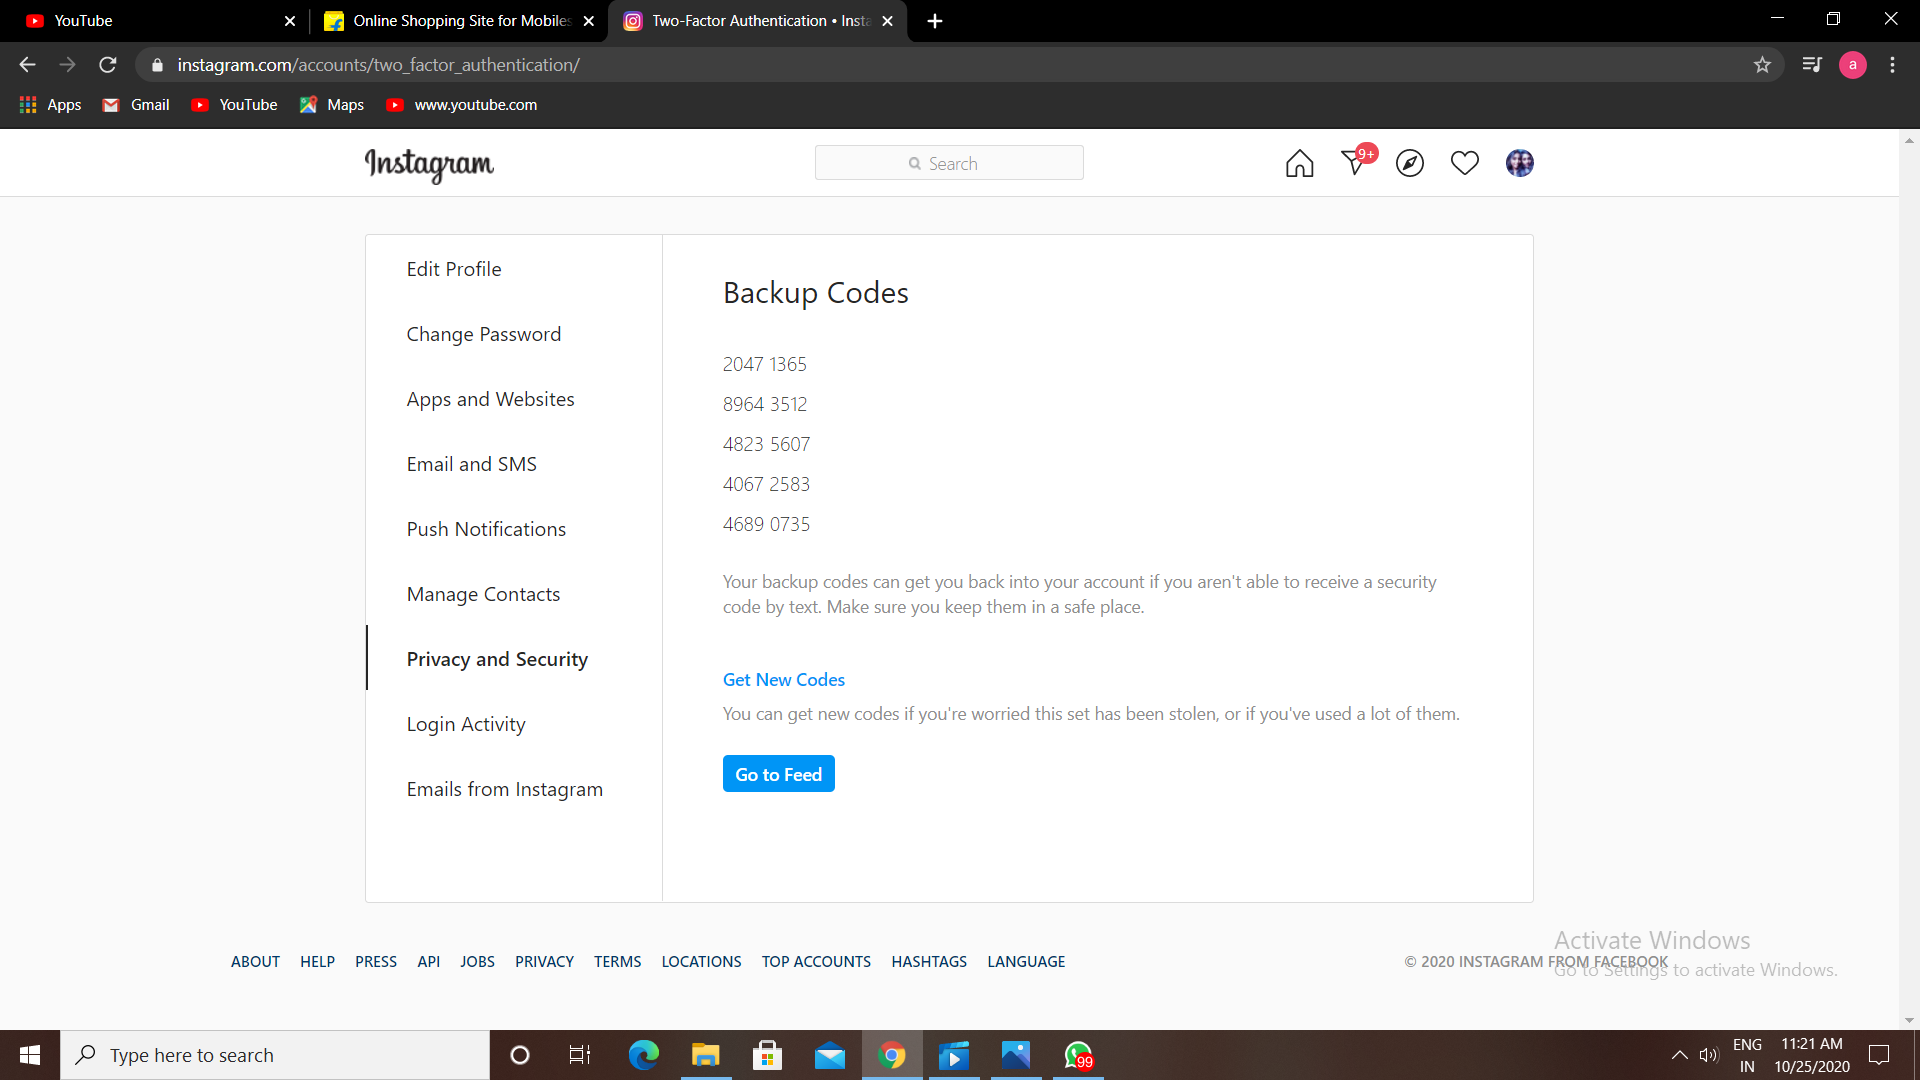 YouTube
Online Shopping Site for Mobiles
Two-Factor Authentication • Insta
instagram.com/accounts/two_factor_authentication/
a
Apps
Gmail
YouTube
Maps
www.youtube.com
Instagram
Search
9+
Edit Profile
Change Password
Apps and Websites
Email and SMS
Push Notifications
Manage Contacts
Privacy and Security
Login Activity
Emails from Instagram
Backup Codes
2047 1365
8964 3512
4823 5607
4067 2583
4689 0735
Your backup codes can get you back into your account if you aren't able to receive a security
code by text. Make sure you keep them in a safe place.
Get New Codes
You can get new codes if you're worried this set has been stolen, or if you've used a lot of them.
Go to Feed
ABOUT HELP PRESS API JOBS PRIVACY TERMS LOCATIONS TOP ACCOUNTS HASHTAGS LANGUAGE
© 2020 INSTAGRAM FROM FACEBOOK
Activate Windows
Go to Settings to activate Windows.
Type here to search
99
ENG
IN
11:21 AM
10/25/2020